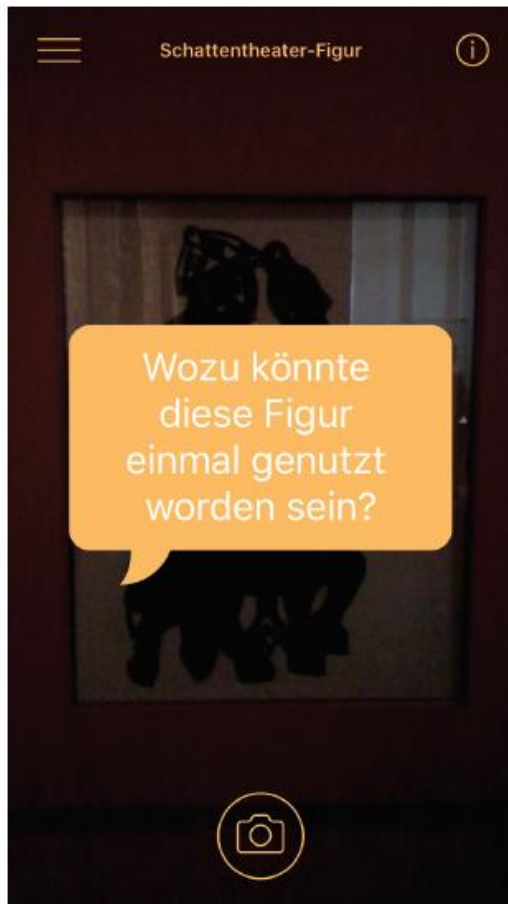 Schattentheater-Figur
Wozu könnte
diese Figur
einmal genutzt
worden sein?